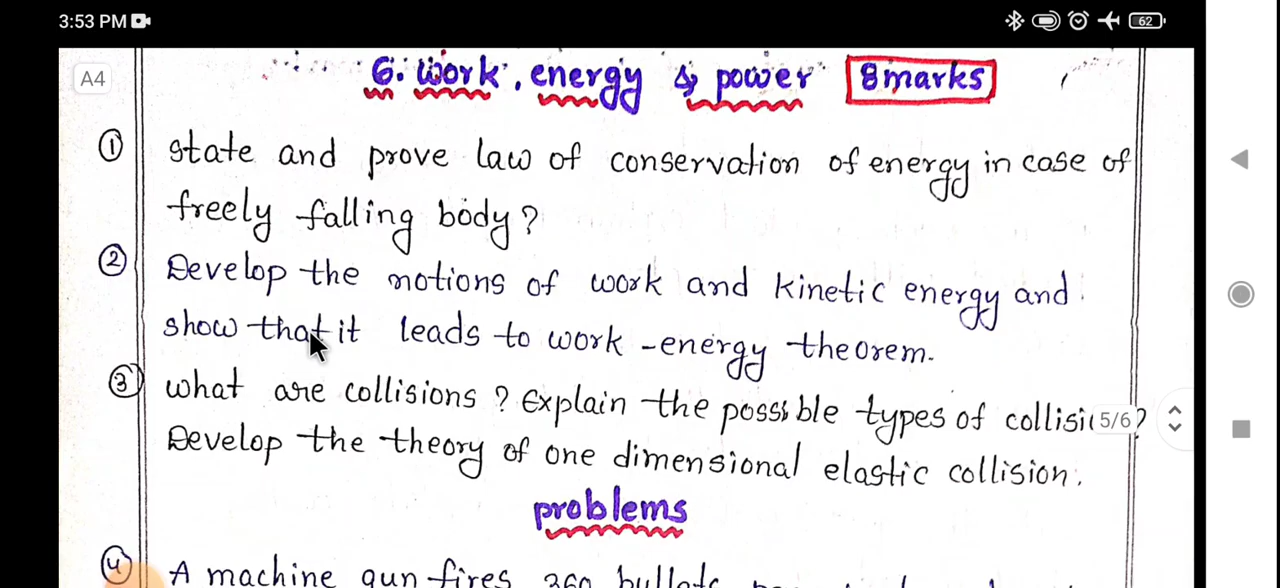 3:53 PM
62
A4
6. work, energy & power 8marks
① state and prove law of conservation of energy in case of
freely falling body?
② Develop the notions of work and kinetic energy and
show that it leads to work-energy theorem.
③ what are collisions? Explain the possible types of
5/6
Develop the theory of one dimensional elastic collision.
problems
④ A machine gun fires 360 bullets